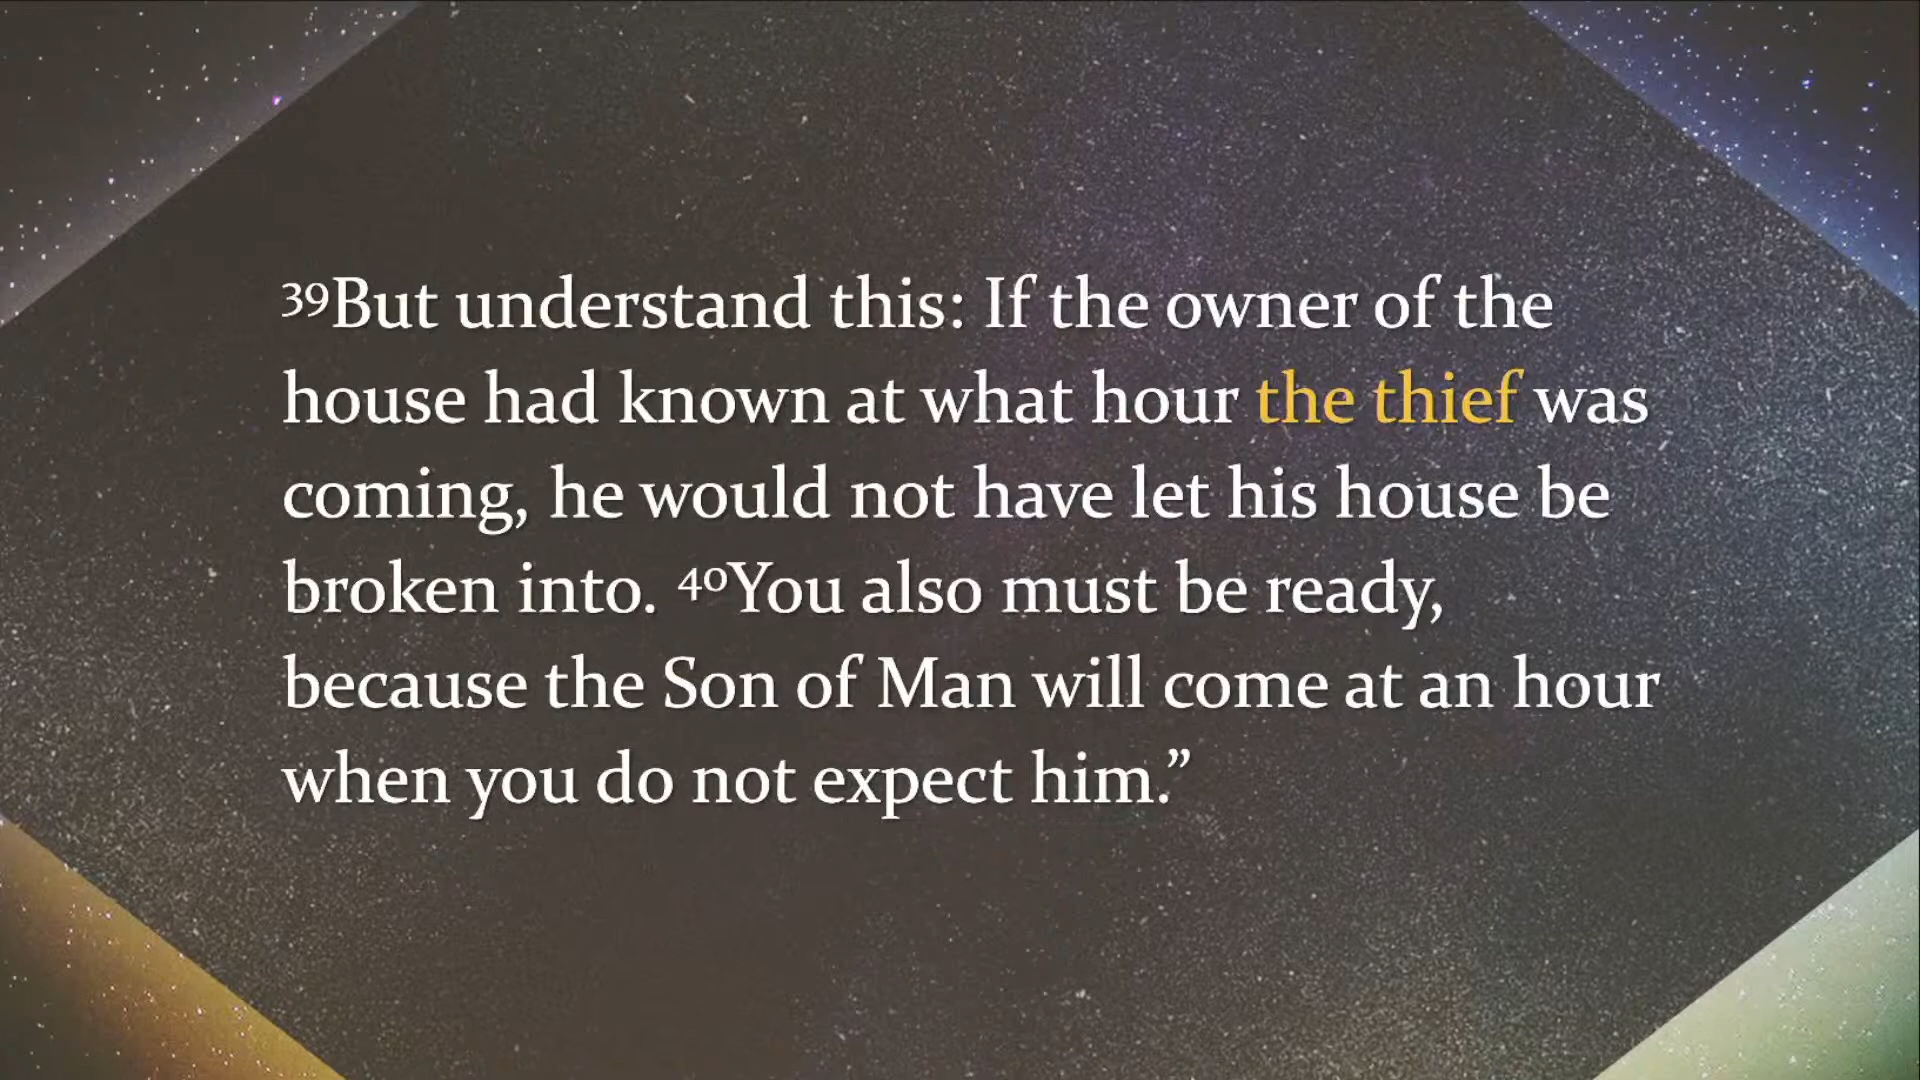 ³⁹But understand this: If the owner of the
house had known at what hour the thief was
coming, he would not have let his house be
broken into. ⁴⁰You also must be ready,
because the Son of Man will come at an hour
when you do not expect him.”